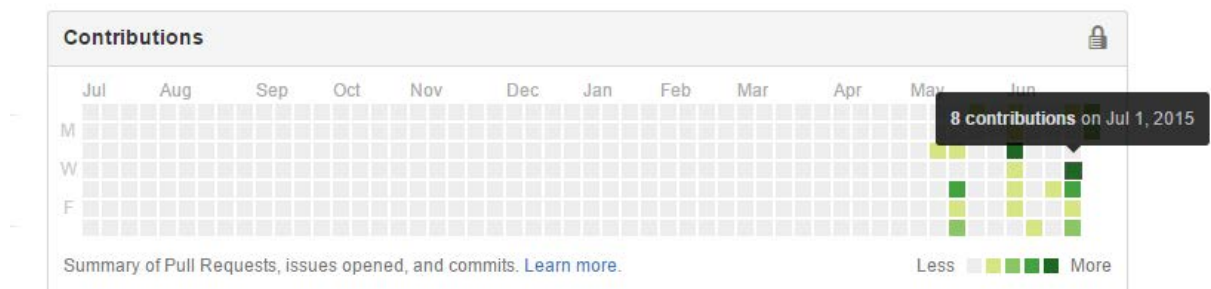 Contributions
Jul Aug Sep Oct Nov Dec Jan Feb Mar Apr May Jun
8 contributions on Jul 1, 2015
M
W
F
Summary of Pull Requests, issues opened, and commits. Learn more.
Less More